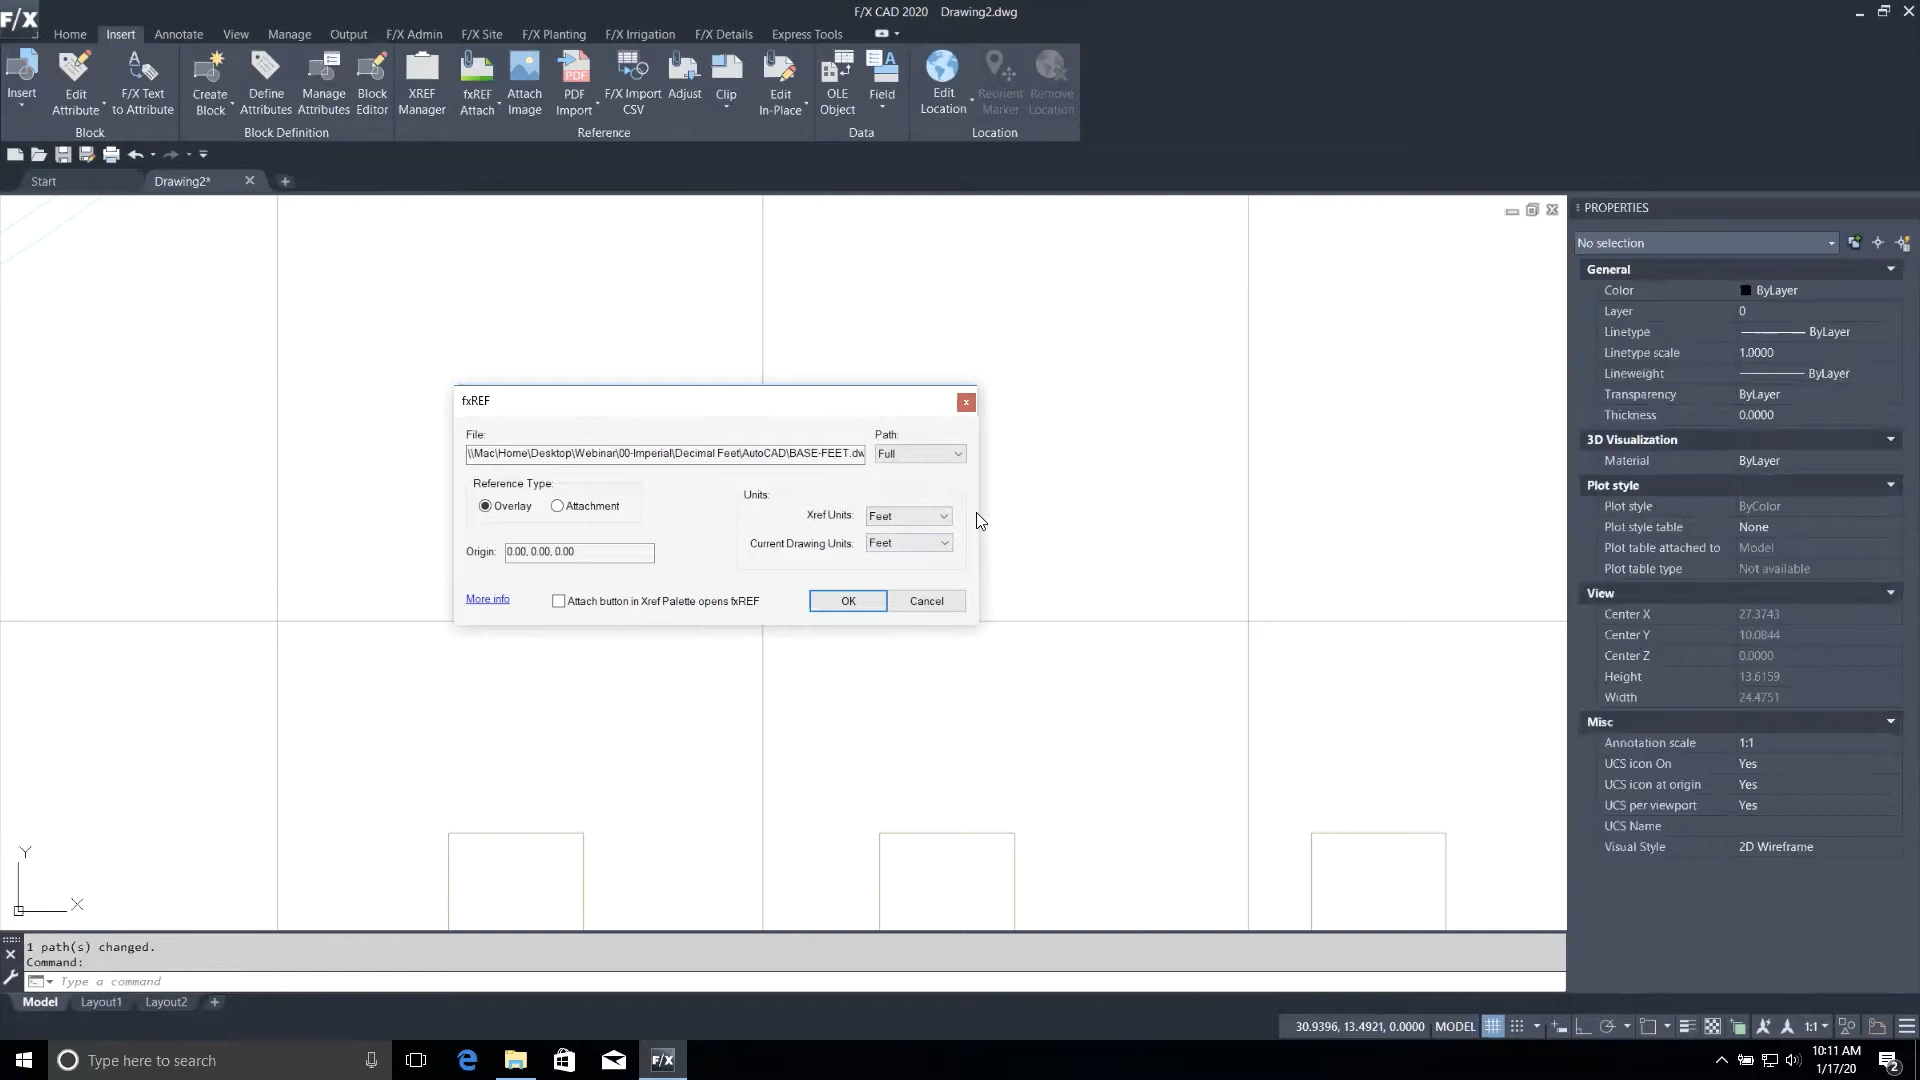 F/X
F/X CAD 2020 Drawing2.dwg
Home Insert Annotate View Manage Output F/X Admin F/X Site F/X Planting F/X Irrigation F/X Details Express Tools
Insert
Edit Attribute
F/X Text to Attribute
Create Block
Define Attributes
Manage Attributes
Block Editor
XREF Manager
fxREF Attach
Attach Image
PDF
PDF Import
F/X Import CSV
Adjust
Clip
Edit In-Place
OLE Object
Field
Edit Location
Reorient Marker
Remove Location
Block Block Definition Reference Data Location
Start Drawing2*
PROPERTIES
No selection
General
Color ByLayer
Layer 0
Linetype ByLayer
Linetype scale 1.0000
Lineweight ByLayer
Transparency ByLayer
Thickness 0.0000
3D Visualization
Material ByLayer
Plot style
Plot style ByColor
Plot style table None
Plot table attached to Model
Plot table type Not available
View
Center X 27.3743
Center Y 10.0844
Center Z 0.0000
Height 13.6159
Width 24.4751
Misc
Annotation scale 1:1
UCS icon On Yes
UCS icon at origin Yes
UCS per viewport Yes
UCS Name
Visual Style 2D Wireframe
fxREF
File: Path:
\\Mac\Home\Desktop\Webinar\00-Imperial\Decimal Feet\AutoCAD\BASE-FEET.dw Full
Reference Type: Units:
Overlay Attachment Xref Units: Feet
Origin: 0.00, 0.00, 0.00 Current Drawing Units: Feet
More info Attach button in Xref Palette opens fxREF OK Cancel
Y
X
1 path(s) changed.
Command:
Type a command
Model Layout1 Layout2
30.9396, 13.4921, 0.0000 MODEL 1:1
Type here to search
F/X
10:11 AM
1/17/20
2